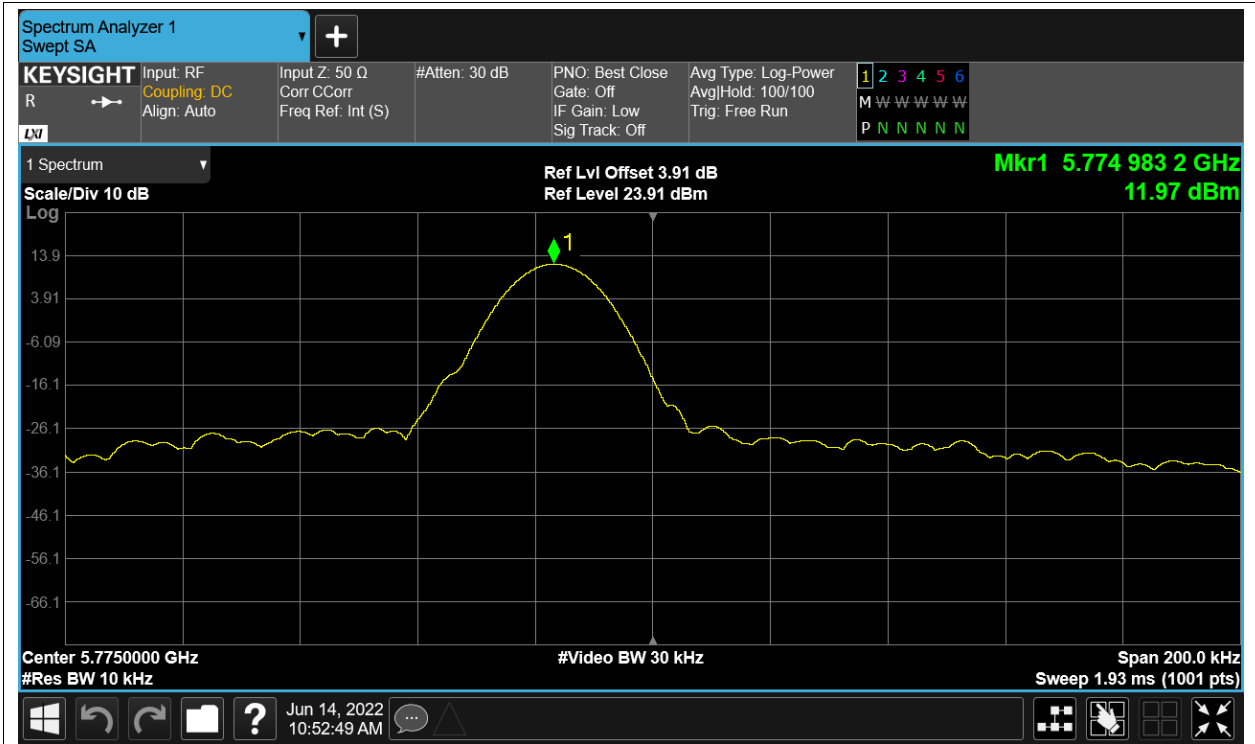 Spectrum Analyzer 1
Swept SA
+
KEYSIGHT
R
LXI
Input: RF
Coupling: DC
Align: Auto
Input Z: 50 Ω
Corr CCorr
Freq Ref: Int (S)
#Atten: 30 dB
PNO: Best Close
Gate: Off
IF Gain: Low
Sig Track: Off
Avg Type: Log-Power
Avg|Hold: 100/100
Trig: Free Run
1 2 3 4 5 6
M W W W W W
P N N N N N
1 Spectrum
Scale/Div 10 dB
Log
Ref Lvl Offset 3.91 dB
Ref Level 23.91 dBm
Mkr1 5.774 983 2 GHz
11.97 dBm
1
13.9
3.91
-6.09
-16.1
-26.1
-36.1
-46.1
-56.1
-66.1
Center 5.7750000 GHz
#Res BW 10 kHz
#Video BW 30 kHz
Span 200.0 kHz
Sweep 1.93 ms (1001 pts)
?
Jun 14, 2022
10:52:49 AM